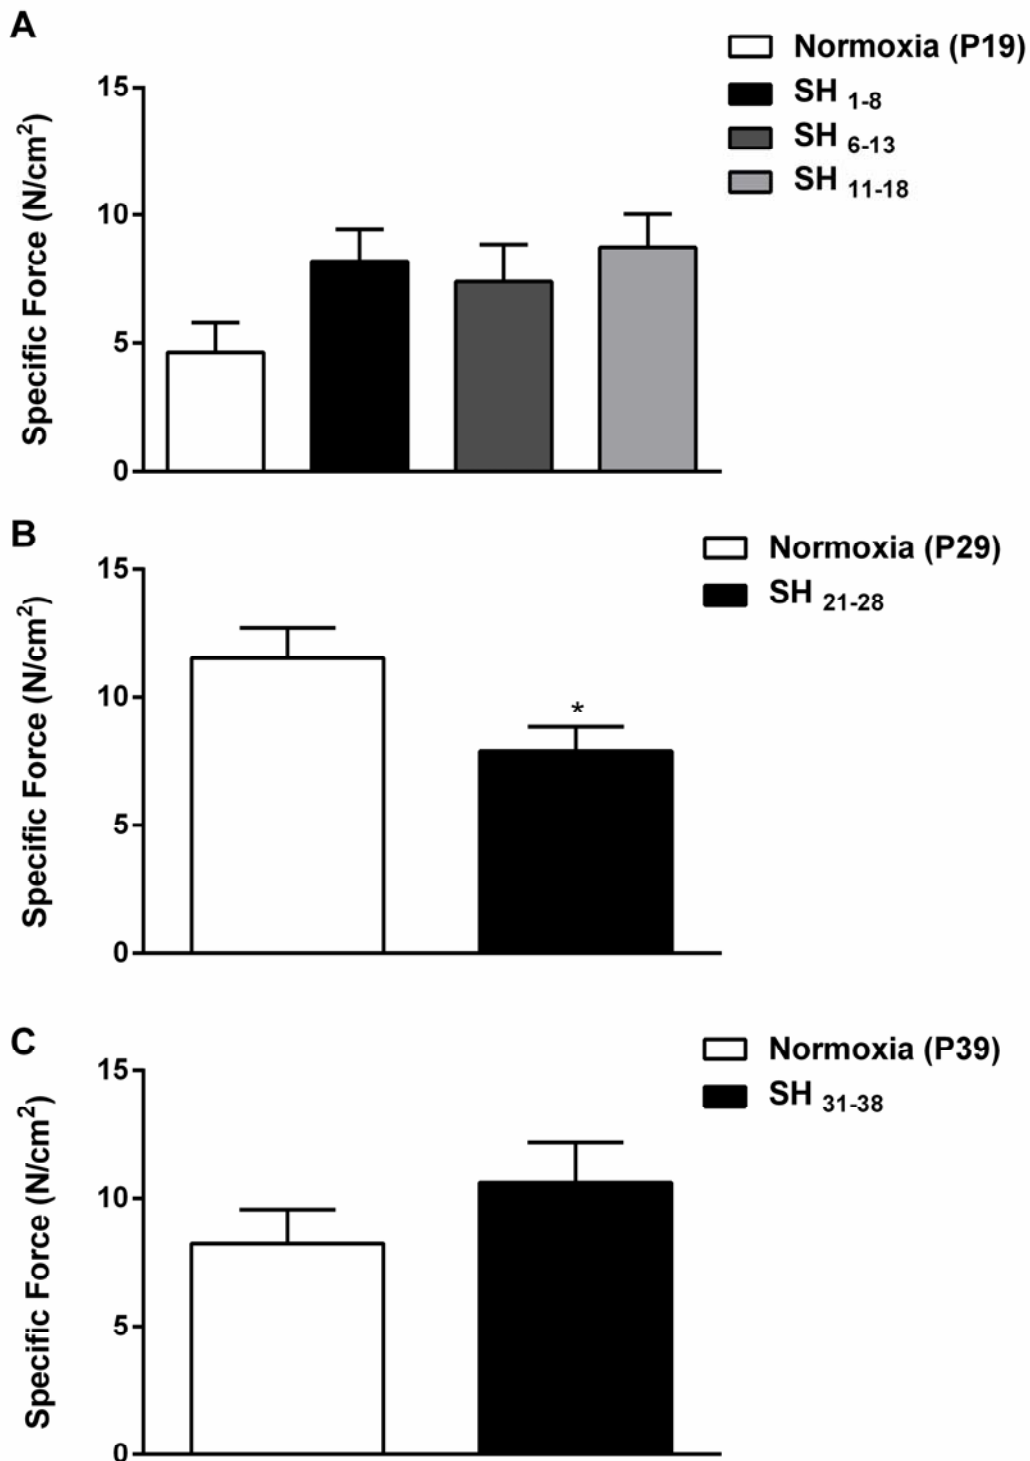 A
Normoxia (P19)
SH 1-8
SH 6-13
SH 11-18
Specific Force (N/cm²)
15
10
5
0
B
Normoxia (P29)
SH 21-28
Specific Force (N/cm²)
15
10
5
0
*
C
Normoxia (P39)
SH 31-38
Specific Force (N/cm²)
15
10
5
0